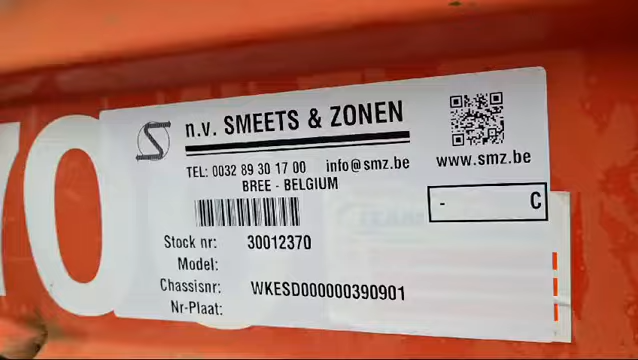 70
n.v. SMEETS & ZONEN
TEL: 0032 89 30 17 00 info@smz.be
BREE - BELGIUM
www.smz.be
- C
Stock nr: 30012370
Model:
Chassisnr: WKESD000000390901
Nr-Plaat: